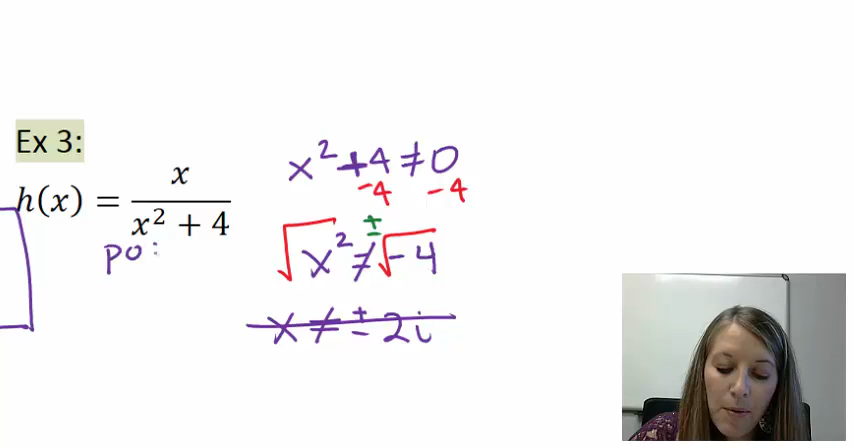 Ex 3:
h(x) = x / (x² + 4)
PO:
x² + 4 ≠ 0
-4 -4
√x² ≠ ±√-4
x ≠ ± 2i